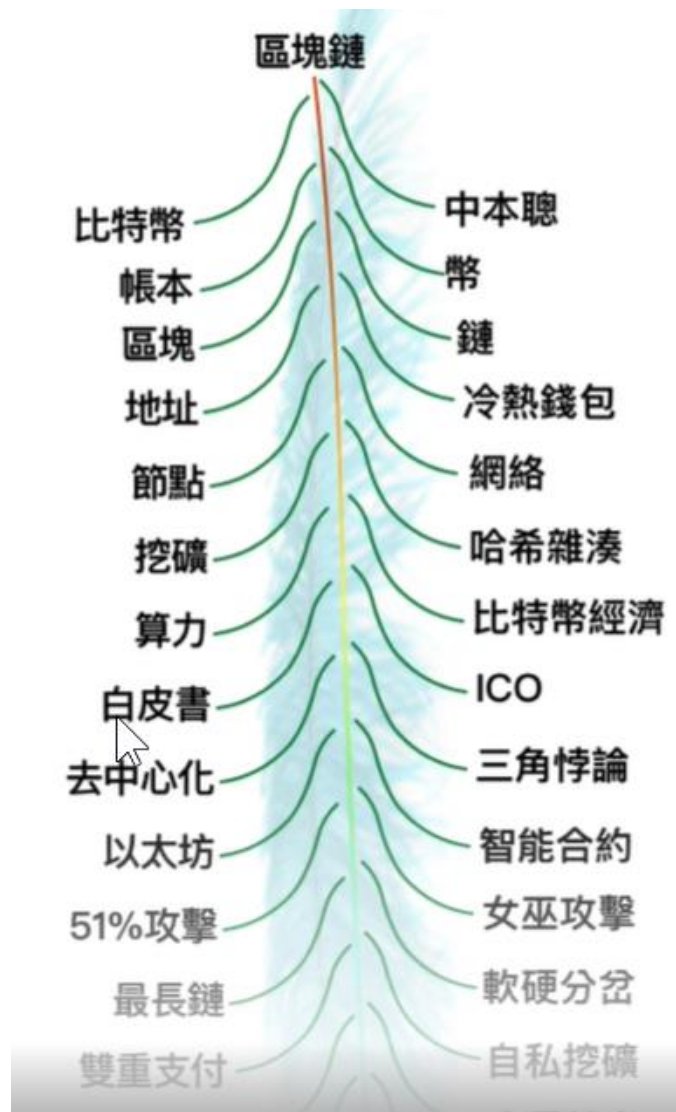 區塊鏈
比特幣
中本聰
帳本
幣
區塊
鏈
地址
冷熱錢包
節點
網絡
挖礦
哈希雜湊
算力
比特幣經濟
白皮書
ICO
去中心化
三角悖論
以太坊
智能合約
51%攻擊
女巫攻擊
最長鏈
軟硬分岔
雙重支付
自私挖礦